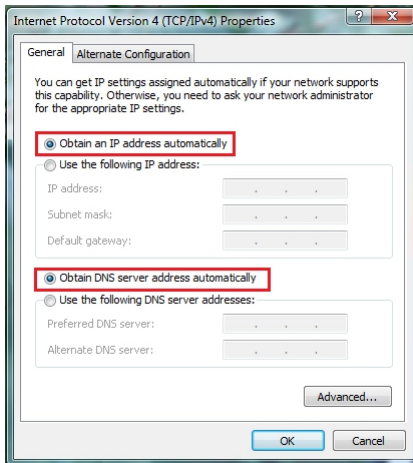 Internet Protocol Version 4 (TCP/IPv4) Properties
General
Alternate Configuration
You can get IP settings assigned automatically if your network supports
this capability. Otherwise, you need to ask your network administrator
for the appropriate IP settings.
Obtain an IP address automatically
Use the following IP address:
IP address:
Subnet mask:
Default gateway:
Obtain DNS server address automatically
Use the following DNS server addresses:
Preferred DNS server:
Alternate DNS server:
Advanced...
OK
Cancel